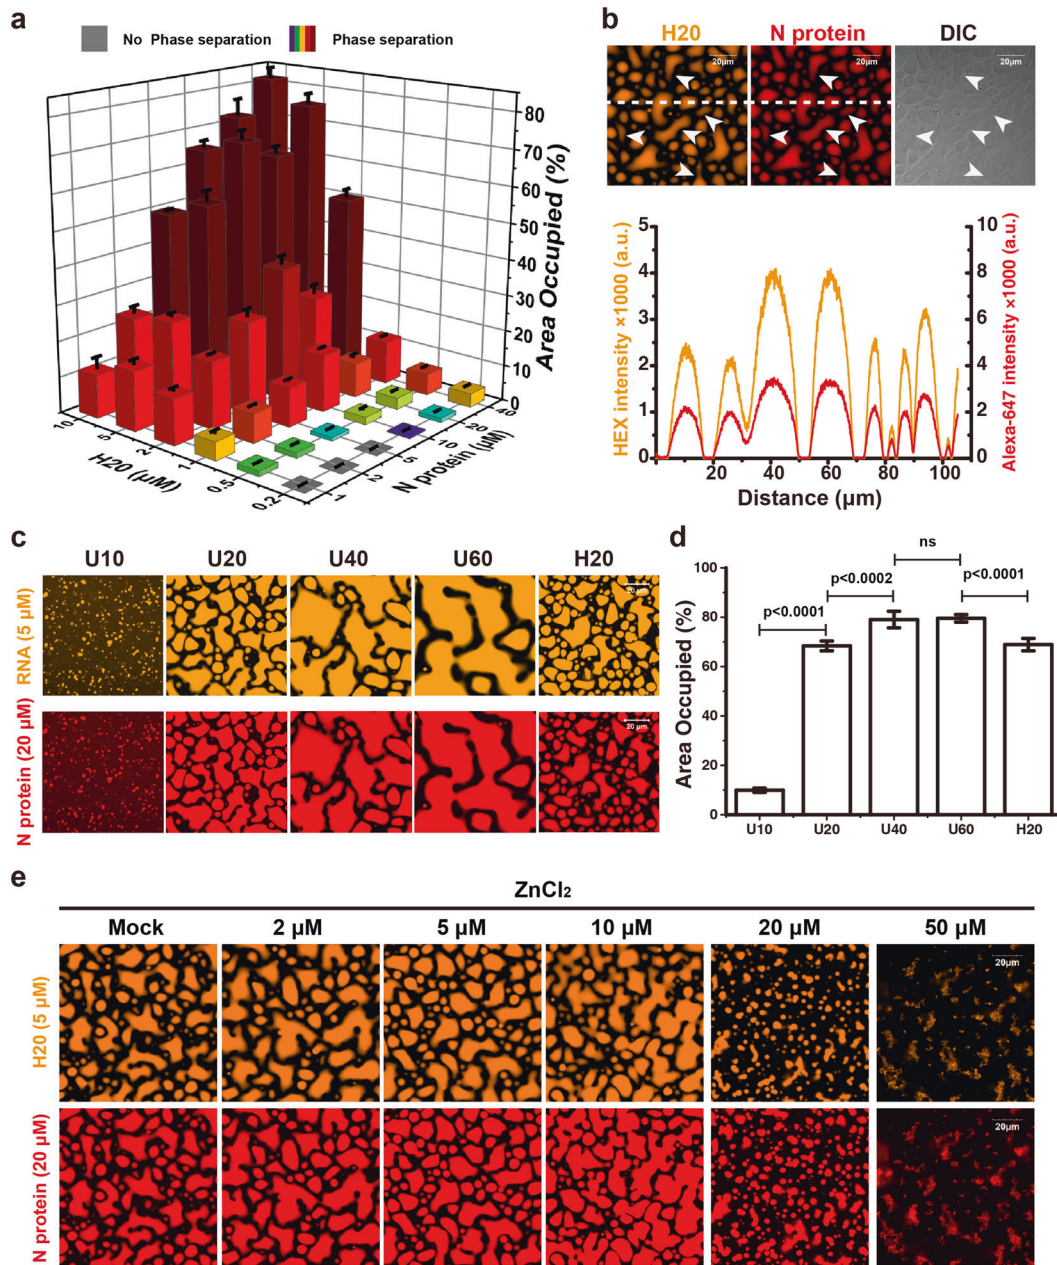 a
No Phase separation
Phase separation
80
70
60
50
40
30
20
10
0
Area Occupied (%)
10
5
2
1
0.5
0.2
H20 (μM)
1
2
5
10
20
40
N protein (μM)
b
H20
N protein
DIC
20μm
20μm
20μm
5
4
3
2
1
0
HEX intensity ×1000 (a.u.)
10
8
6
4
2
0
Alexa-647 intensity ×1000 (a.u.)
0
20
40
60
80
100
Distance (μm)
c
U10
U20
U40
U60
H20
RNA (5 μM)
20 μm
N protein (20 μM)
20 μm
d
ns
p<0.0002
p<0.0001
p<0.0001
100
80
60
40
20
0
Area Occupied (%)
U10
U20
U40
U60
H20
e
ZnCl₂
Mock
2 μM
5 μM
10 μM
20 μM
50 μM
H20 (5 μM)
20μm
N protein (20 μM)
20μm